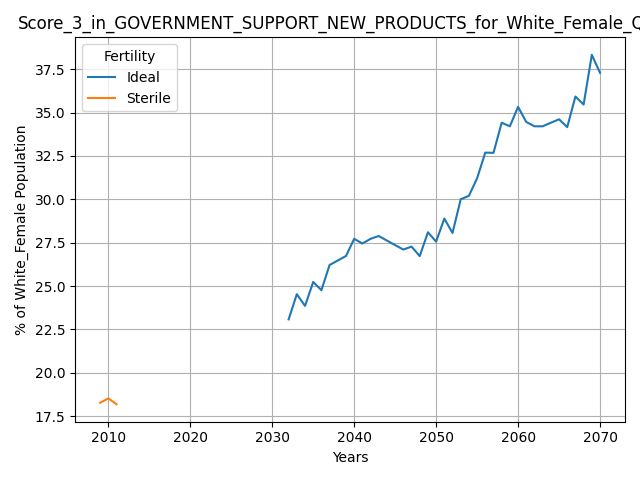 Score_3_in_GOVERNMENT_SUPPORT_NEW_PRODUCTS_for_White_Female_Q
Fertility
Ideal
Sterile
% of White_Female Population
37.5
35.0
32.5
30.0
27.5
25.0
22.5
20.0
17.5
2010 2020 2030 2040 2050 2060 2070
Years